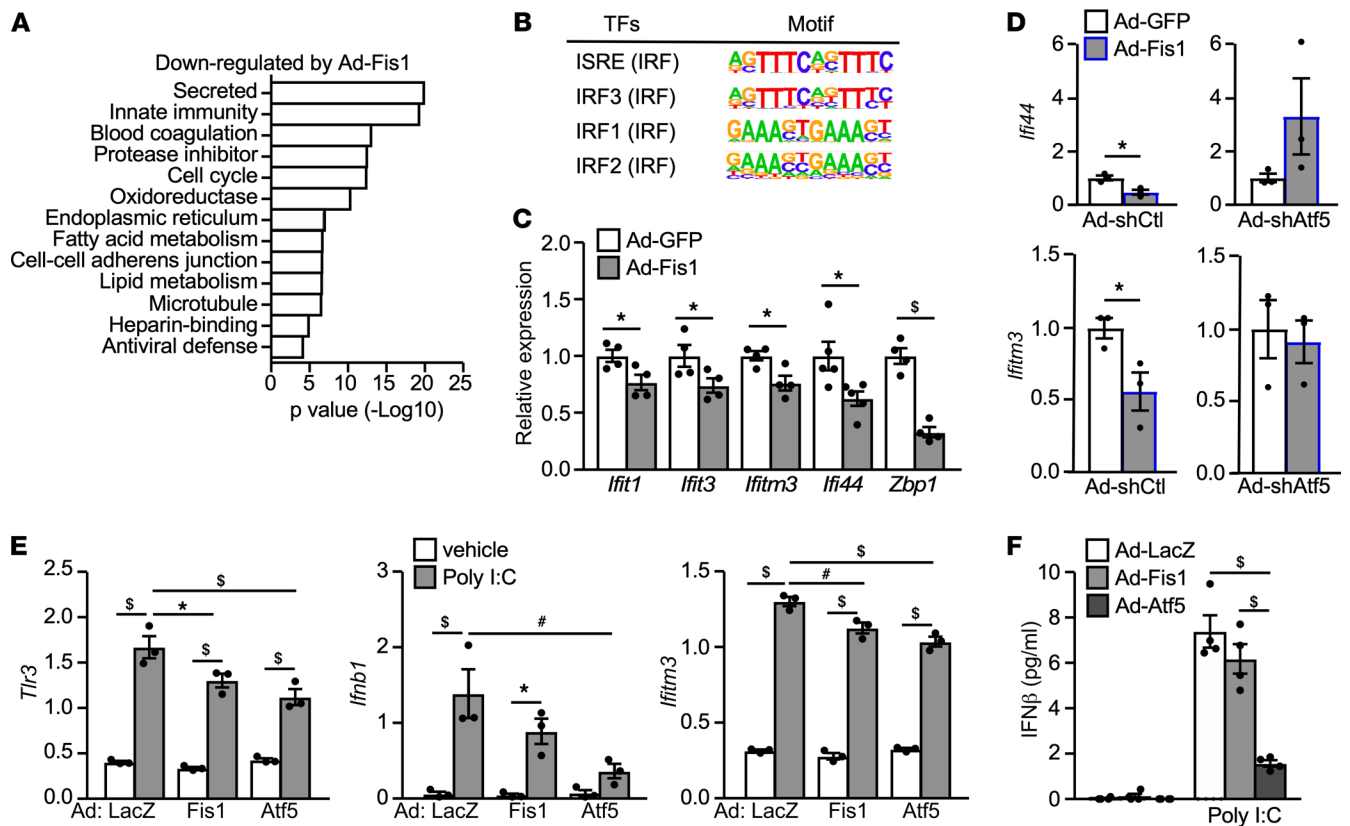 A
Down-regulated by Ad-Fis1
Secreted
Innate immunity
Blood coagulation
Protease inhibitor
Cell cycle
Oxidoreductase
Endoplasmic reticulum
Fatty acid metabolism
Cell-cell adherens junction
Lipid metabolism
Microtubule
Heparin-binding
Antiviral defense
0 5 10 15 20 25
p value (-Log10)
B
TFs Motif
ISRE (IRF)
IRF3 (IRF)
IRF1 (IRF)
IRF2 (IRF)
C
Ad-GFP
Ad-Fis1
Relative expression
2.0
1.5
1.0
0.5
0.0
* * * * $
Ifit1 Ifit3 Ifitm3 Ifi44 Zbp1
D
Ad-GFP
Ad-Fis1
Ifi44
6
4
2
0
*
Ad-shCtl
6
4
2
0
Ad-shAtf5
Ifitm3
1.5
1.0
0.5
0.0
*
Ad-shCtl
1.5
1.0
0.5
0.0
Ad-shAtf5
E
vehicle
Poly I:C
Tlr3
2.5
2.0
1.5
1.0
0.5
0.0
$
$ *
$ $
Ad: LacZ Fis1 Atf5
Ifnb1
3
2
1
0
$ #
*
Ad: LacZ Fis1 Atf5
Ifitm3
1.5
1.0
0.5
0.0
$
$ #
$ $
Ad: LacZ Fis1 Atf5
F
Ad-LacZ
Ad-Fis1
Ad-Atf5
IFNβ (pg/ml)
10
8
6
4
2
0
$
$
Poly I:C